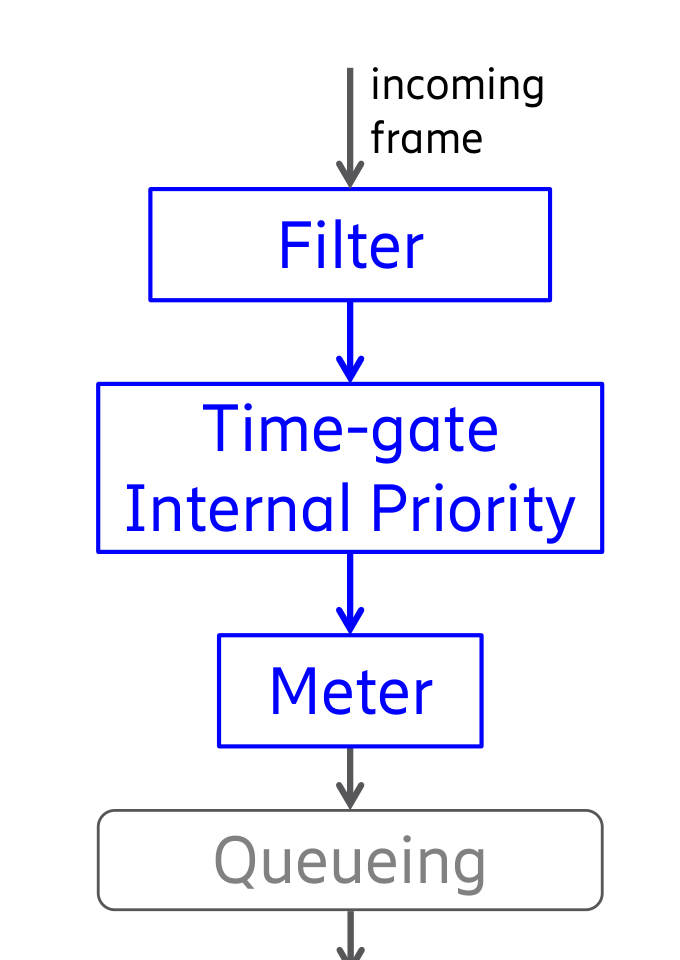 incoming
frame
Filter
Time-gate
Internal Priority
Meter
Queueing